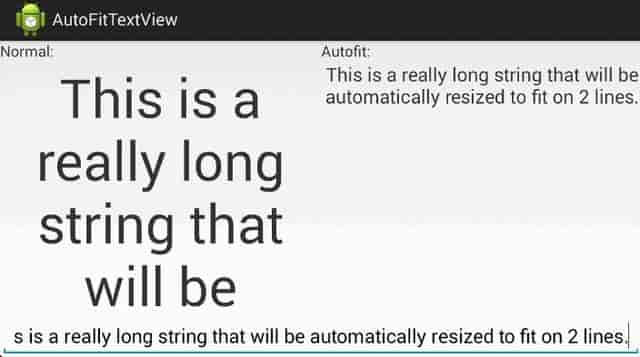 AutoFitTextView
Normal:
This is a
really long
string that
will be
Autofit:
This is a really long string that will be
automatically resized to fit on 2 lines.
s is a really long string that will be automatically resized to fit on 2 lines.